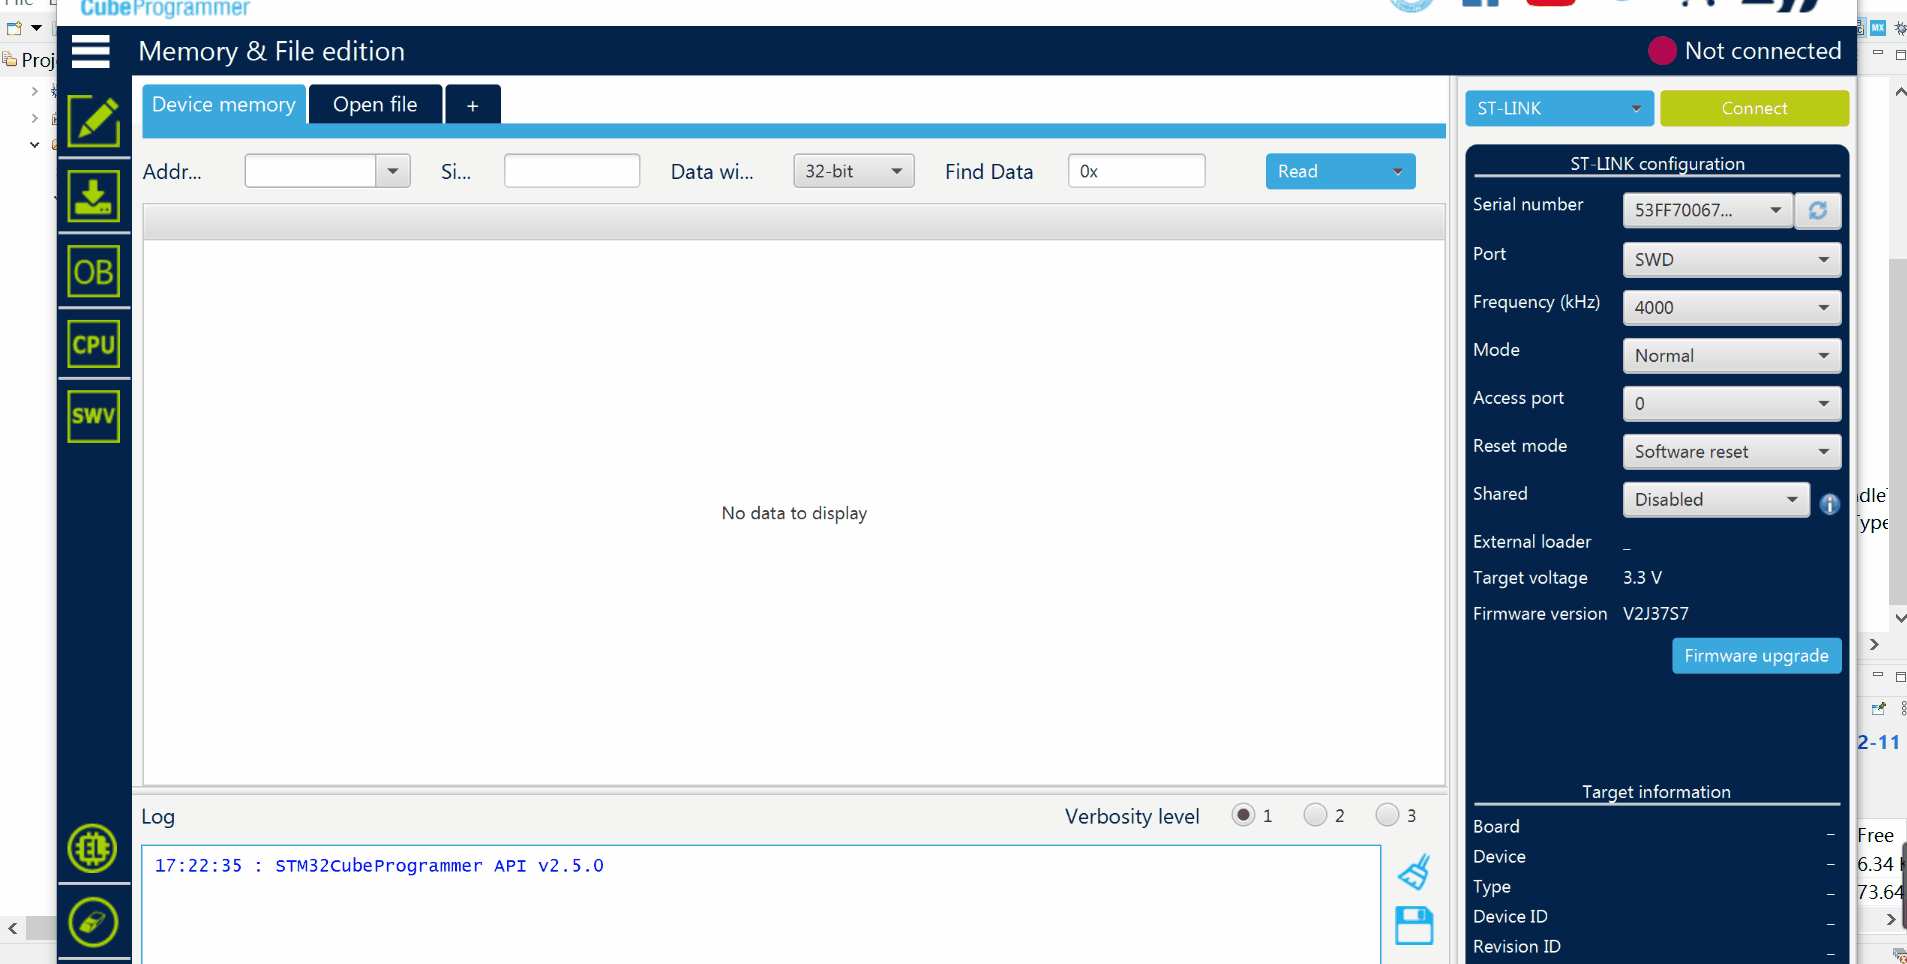 CubeProgrammer
Memory & File edition
Not connected
MX
Proj
Device memory
Open file
+
ST-LINK
Connect
Addr...
Si...
Data wi...
32-bit
Find Data
0x
Read
ST-LINK configuration
Serial number
53FF70067...
Port
SWD
Frequency (kHz)
4000
Mode
Normal
Access port
0
Reset mode
Software reset
Shared
Disabled
External loader
_
Target voltage
3.3 V
Firmware version
V2J37S7
Firmware upgrade
OB
CPU
SWV
EL
No data to display
2-11
Target information
Board
_
Device
_
Type
_
Device ID
_
Revision ID
_
Free
6.34
73.64
Log
Verbosity level
1
2
3
17:22:35 : STM32CubeProgrammer API v2.5.0